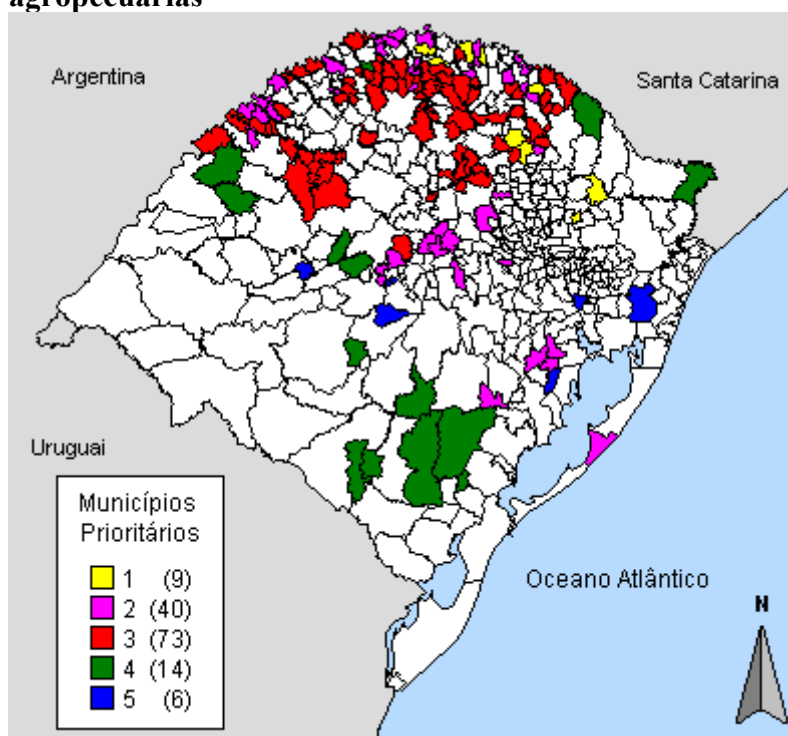 agropecuárias
Argentina
Santa Catarina
Uruguai
Municípios
Prioritários
1 (9)
2 (40)
3 (73)
4 (14)
5 (6)
Oceano Atlântico
N